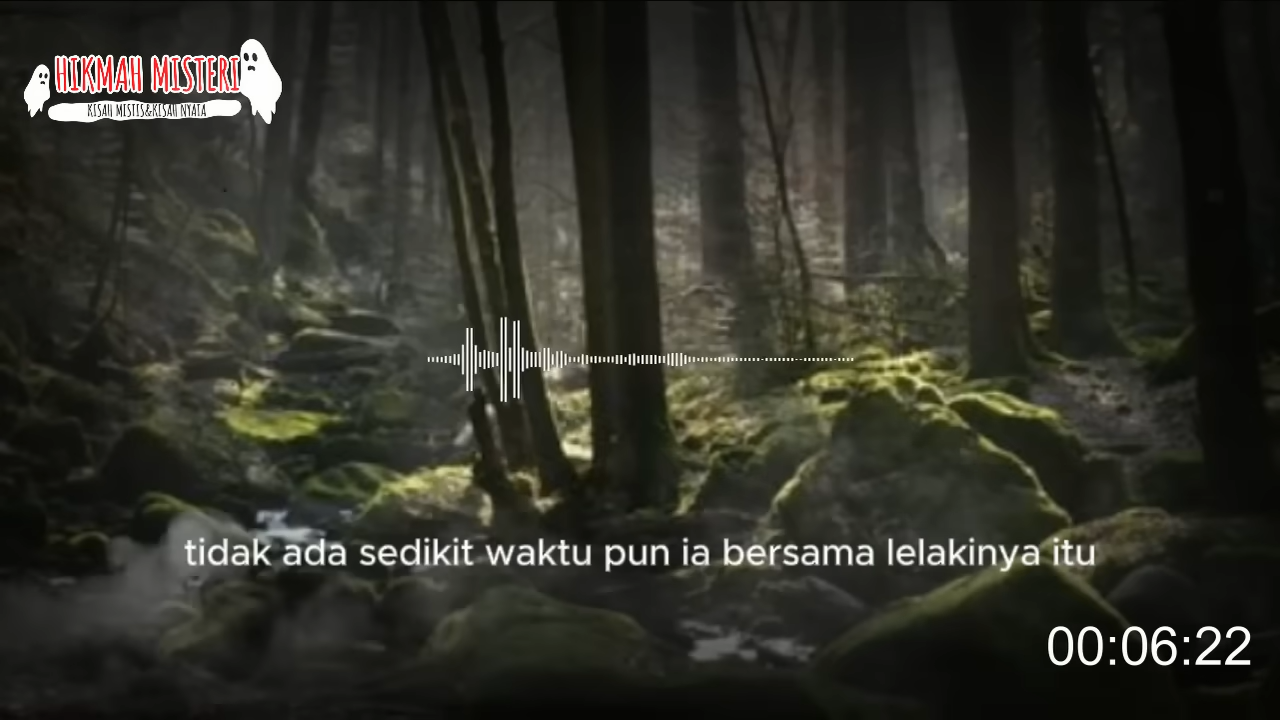 HIKMAH MISTERI
KISAH MISTIS&KISAH NYATA
tidak ada sedikit waktu pun ia bersama lelakinya itu
00:06:22